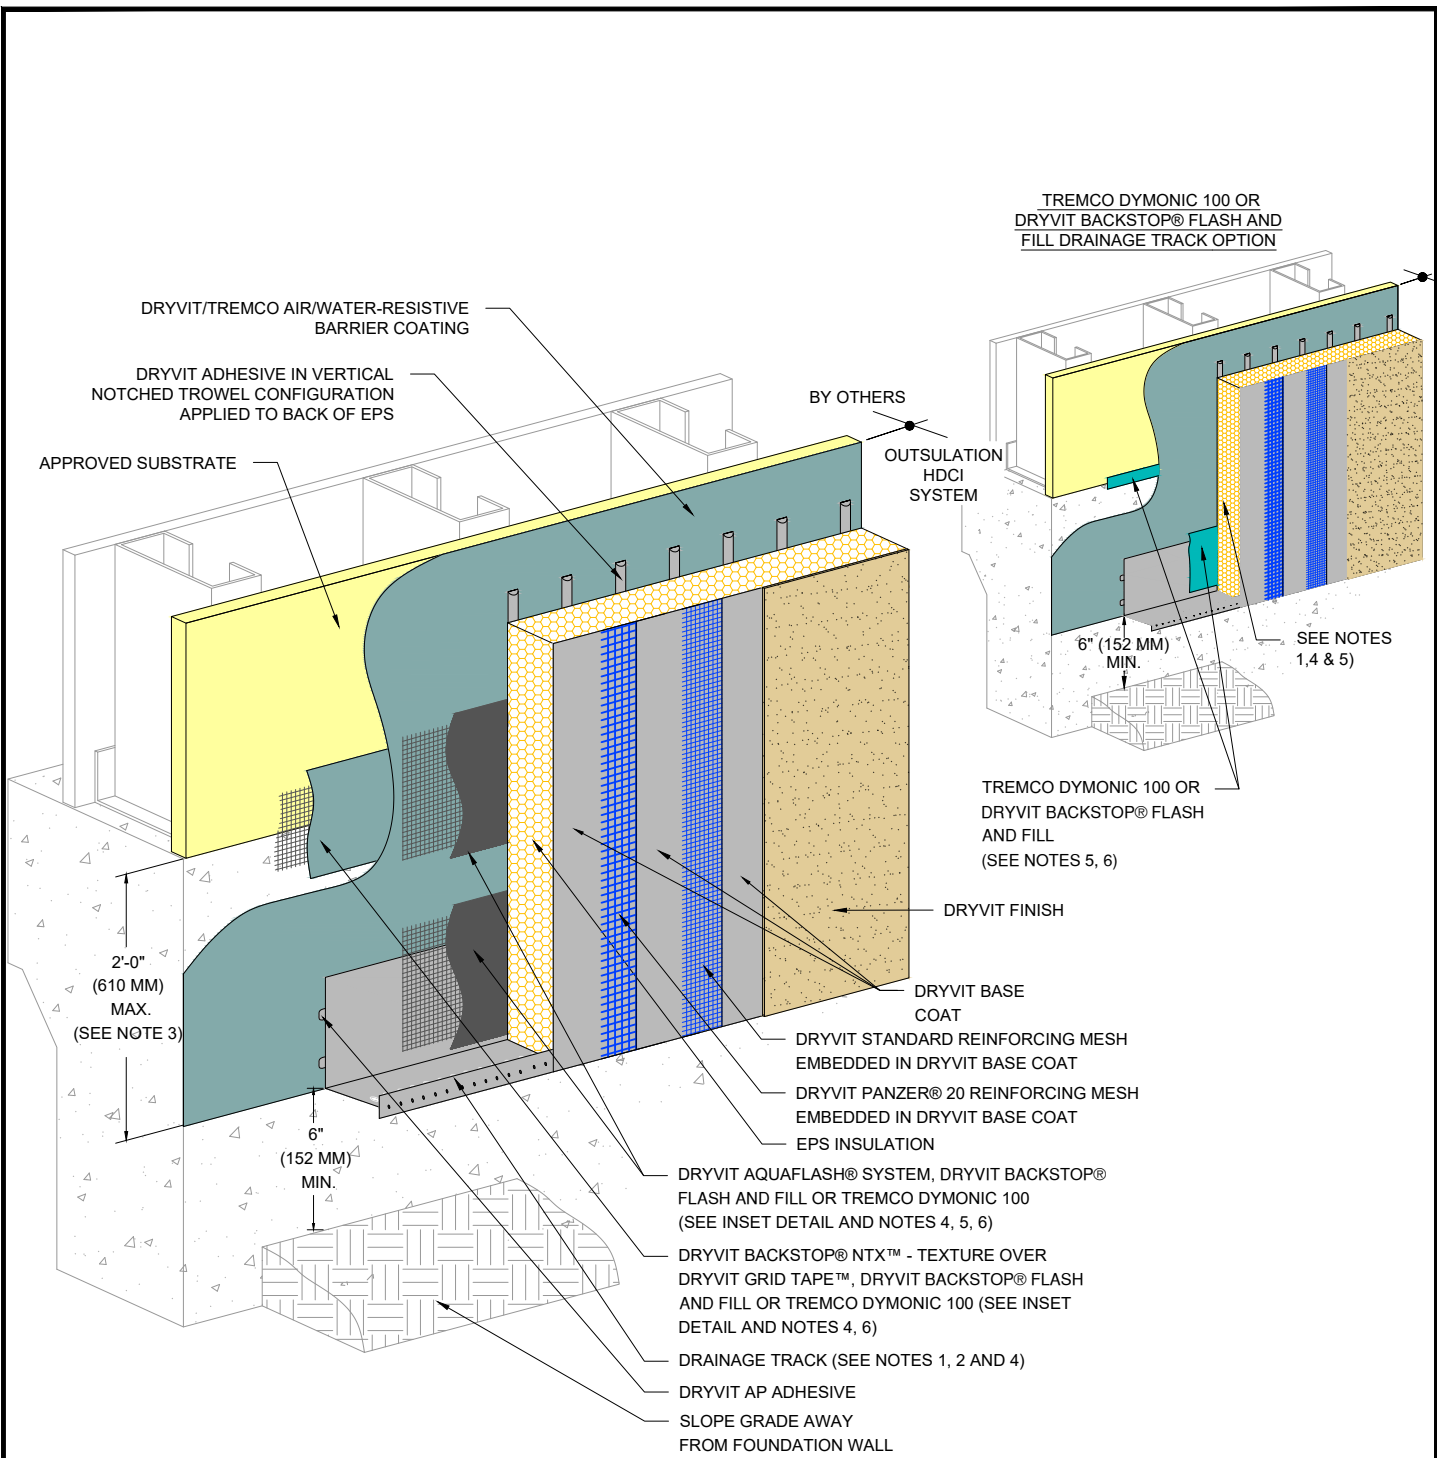 TREMCO DYMONIC 100 OR
DRYVIT BACKSTOP® FLASH AND
FILL DRAINAGE TRACK OPTION
DRYVIT/TREMCO AIR/WATER-RESISTIVE
BARRIER COATING
DRYVIT ADHESIVE IN VERTICAL
NOTCHED TROWEL CONFIGURATION
APPLIED TO BACK OF EPS
APPROVED SUBSTRATE
BY OTHERS
OUTSULATION
HDCI
SYSTEM
6" (152 MM)
MIN.
SEE NOTES
1,4 & 5)
TREMCO DYMONIC 100 OR
DRYVIT BACKSTOP® FLASH
AND FILL
(SEE NOTES 5, 6)
DRYVIT FINISH
2'-0"
(610 MM)
MAX.
(SEE NOTE 3)
6"
(152 MM)
MIN.
DRYVIT BASE
COAT
DRYVIT STANDARD REINFORCING MESH
EMBEDDED IN DRYVIT BASE COAT
DRYVIT PANZER® 20 REINFORCING MESH
EMBEDDED IN DRYVIT BASE COAT
EPS INSULATION
DRYVIT AQUAFLASH® SYSTEM, DRYVIT BACKSTOP®
FLASH AND FILL OR TREMCO DYMONIC 100
(SEE INSET DETAIL AND NOTES 4, 5, 6)
DRYVIT BACKSTOP® NTX™ - TEXTURE OVER
DRYVIT GRID TAPE™, DRYVIT BACKSTOP® FLASH
AND FILL OR TREMCO DYMONIC 100 (SEE INSET
DETAIL AND NOTES 4, 6)
DRAINAGE TRACK (SEE NOTES 1, 2 AND 4)
DRYVIT AP ADHESIVE
SLOPE GRADE AWAY
FROM FOUNDATION WALL